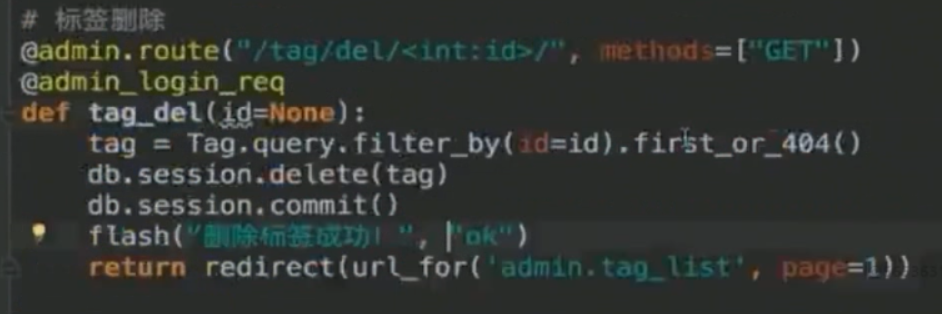 # 标签删除
@admin.route("/tag/del/<int:id>/", methods=["GET"])
@admin_login_req
def tag_del(id=None):
    tag = Tag.query.filter_by(id=id).first_or_404()
    db.session.delete(tag)
    db.session.commit()
    flash("删除标签成功！", "ok")
    return redirect(url_for('admin.tag_list', page=1))